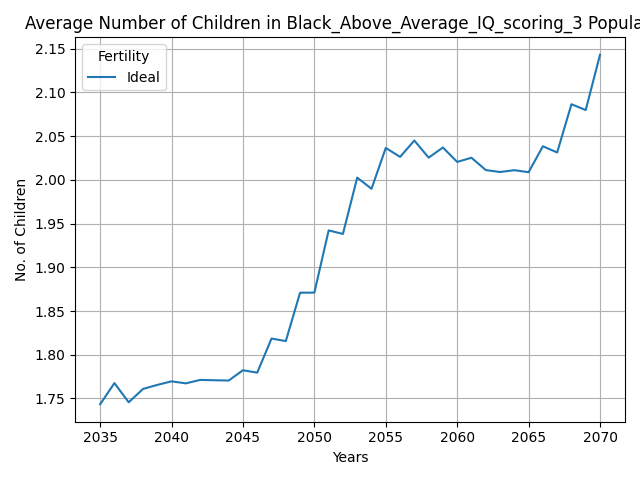 Average Number of Children in Black_Above_Average_IQ_scoring_3 Popula
Fertility
Ideal
2.15
2.10
2.05
2.00
1.95
1.90
1.85
1.80
1.75
No. of Children
2035 2040 2045 2050 2055 2060 2065 2070
Years